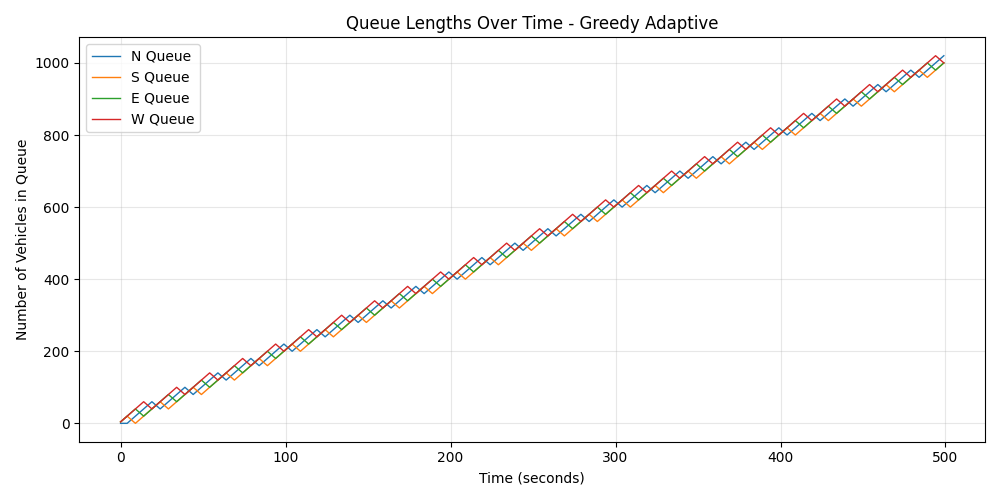 Queue Lengths Over Time - Greedy Adaptive
N Queue
S Queue
E Queue
W Queue
Number of Vehicles in Queue
1000
800
600
400
200
0
0 100 200 300 400 500
Time (seconds)